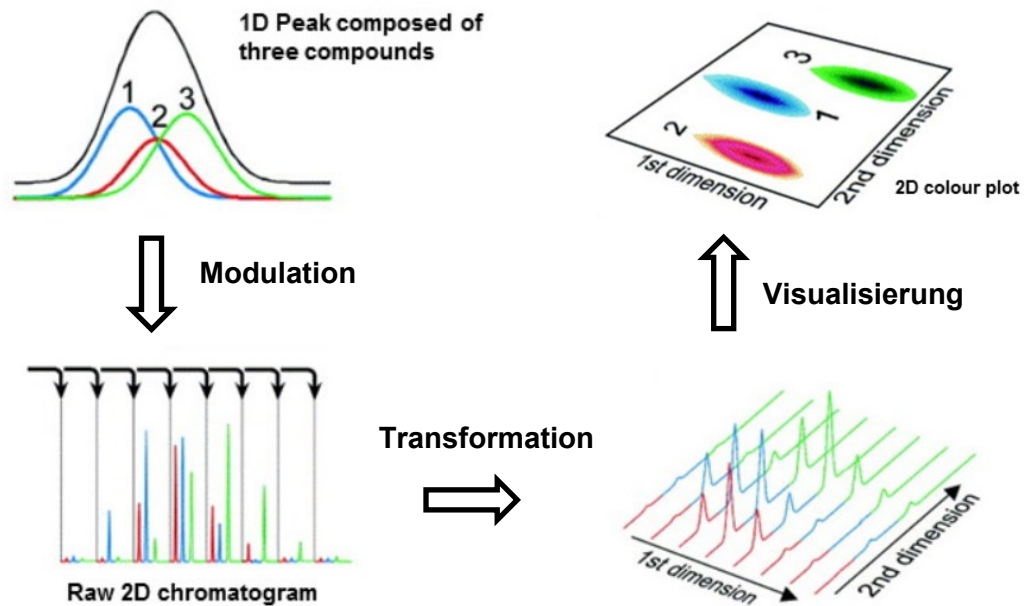 1D Peak composed of
three compounds
1
2
3
Modulation
Raw 2D chromatogram
Transformation
1st dimension
2nd dimension
Visualisierung
3
1
2
1st dimension
2nd dimension
2D colour plot